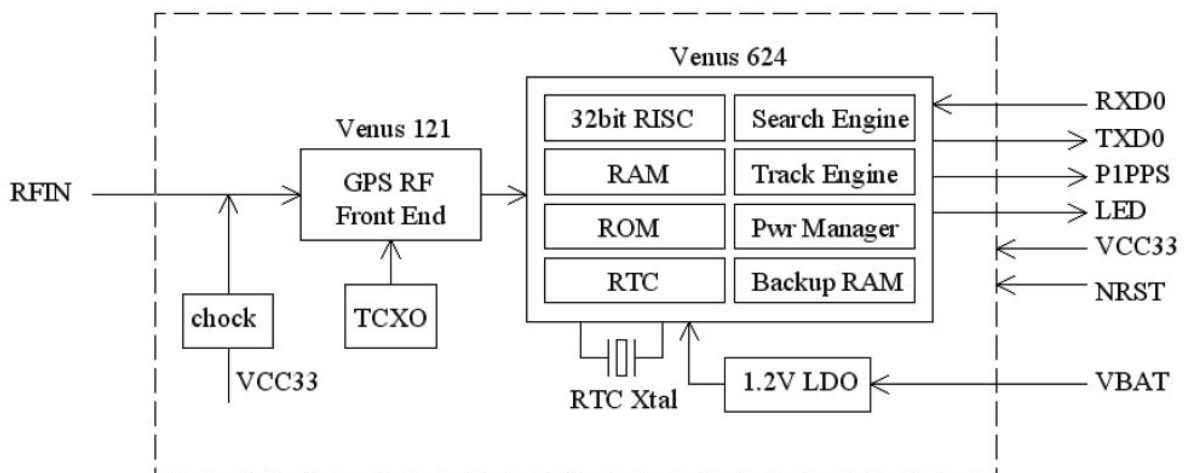 Venus 624
32bit RISC
Search Engine
RXD0
Venus 121
TXD0
RAM
Track Engine
P1PPS
RFIN
GPS RF
Front End
ROM
Pwr Manager
LED
VCC33
RTC
Backup RAM
NRST
chock
TCXO
VCC33
RTC Xtal
1.2V LDO
VBAT